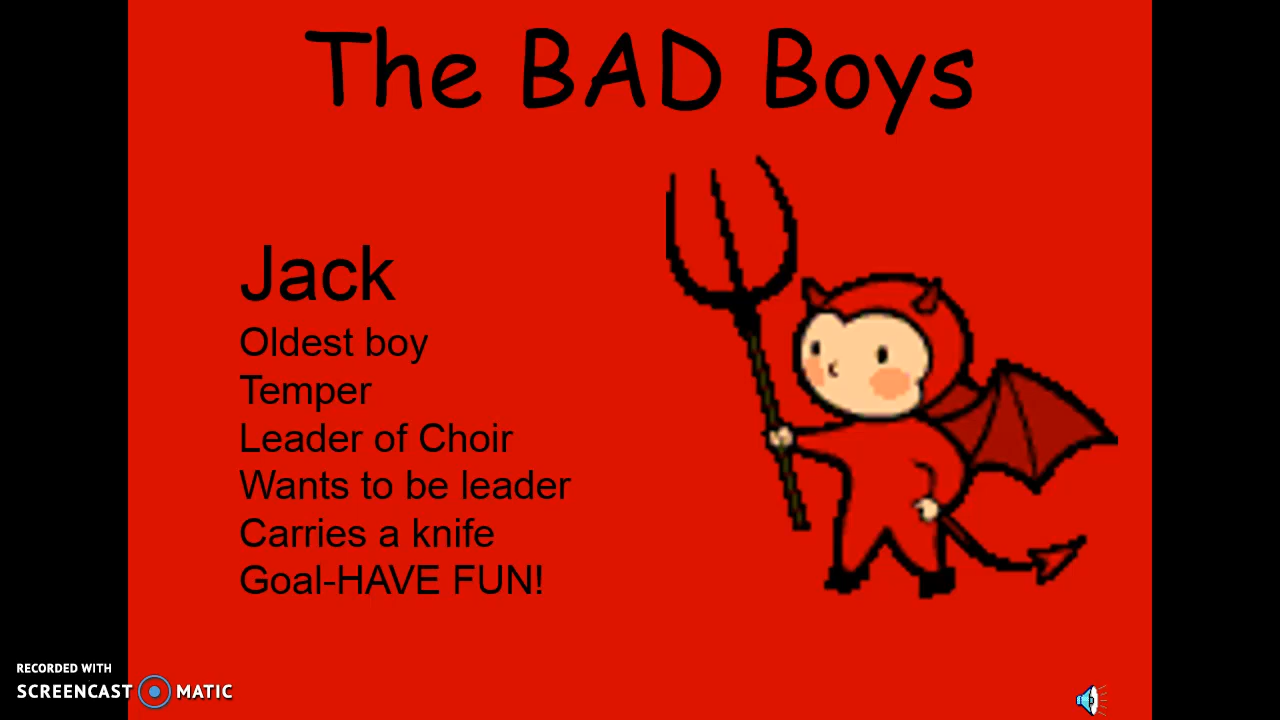 The BAD Boys
Jack
Oldest boy
Temper
Leader of Choir
Wants to be leader
Carries a knife
Goal-HAVE FUN!
RECORDED WITH
SCREENCAST MATIC